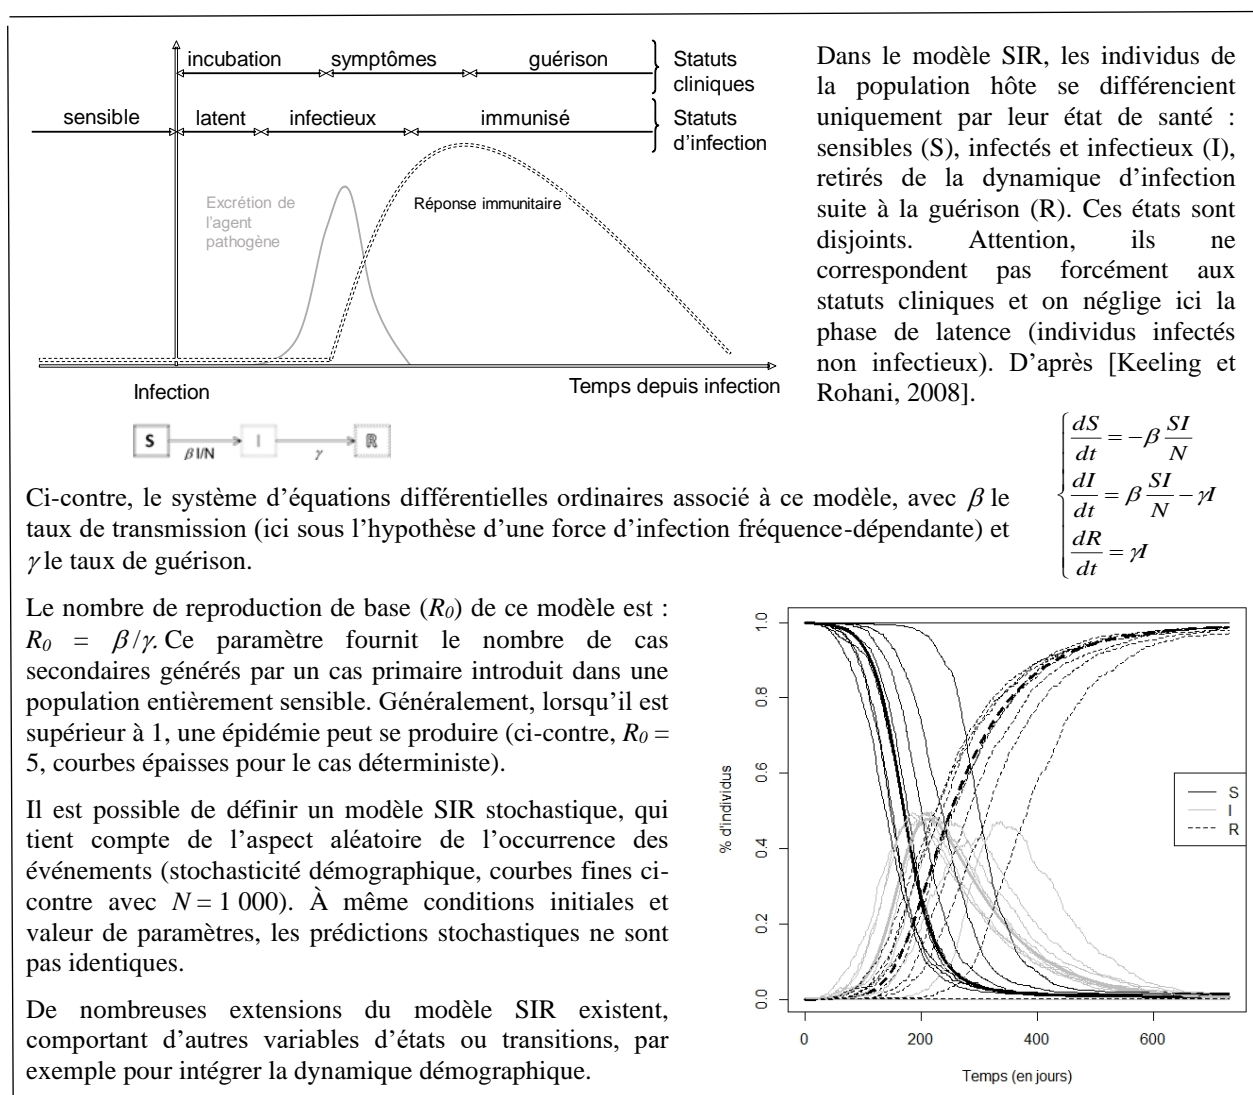 incubation symptômes guérison Statuts cliniques
sensible latent infectieux immunisé Statuts d'infection
Excrétion de
l'agent
pathogène
Réponse immunitaire
Infection
Temps depuis infection
S βI/N I γ R
Dans le modèle SIR, les individus de
la population hôte se différencient
uniquement par leur état de santé :
sensibles (S), infectés et infectieux (I),
retirés de la dynamique d'infection
suite à la guérison (R). Ces états sont
disjoints. Attention, ils ne
correspondent pas forcément aux
statuts cliniques et on néglige ici la
phase de latence (individus infectés
non infectieux). D'après [Keeling et
Rohani, 2008].
dS/dt = -β SI/N
dI/dt = β SI/N - γI
dR/dt = γI
Ci-contre, le système d'équations différentielles ordinaires associé à ce modèle, avec β le
taux de transmission (ici sous l'hypothèse d'une force d'infection fréquence-dépendante) et
γ le taux de guérison.
Le nombre de reproduction de base (R0) de ce modèle est :
R0 = β/γ. Ce paramètre fournit le nombre de cas
secondaires générés par un cas primaire introduit dans une
population entièrement sensible. Généralement, lorsqu'il est
supérieur à 1, une épidémie peut se produire (ci-contre, R0 =
5, courbes épaisses pour le cas déterministe).
Il est possible de définir un modèle SIR stochastique, qui
tient compte de l'aspect aléatoire de l'occurrence des
événements (stochasticité démographique, courbes fines ci-
contre avec N = 1 000). À même conditions initiales et
valeur de paramètres, les prédictions stochastiques ne sont
pas identiques.
De nombreuses extensions du modèle SIR existent,
comportant d'autres variables d'états ou transitions, par
exemple pour intégrer la dynamique démographique.
% d'individus
1.0
0.8
0.6
0.4
0.2
0.0
S
I
R
0 200 400 600
Temps (en jours)